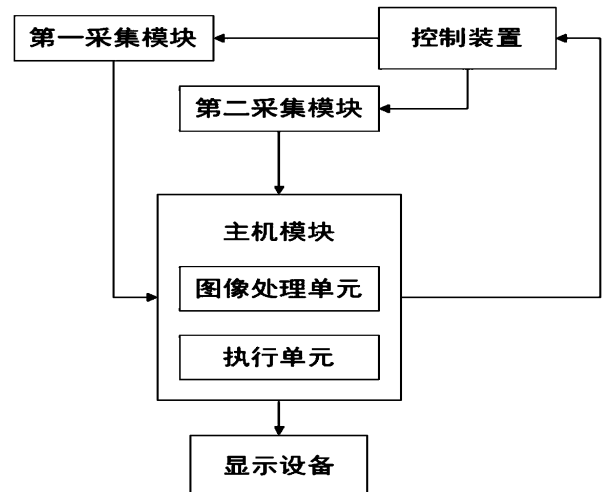 第一采集模块
控制装置
第二采集模块
主机模块
图像处理单元
执行单元
显示设备